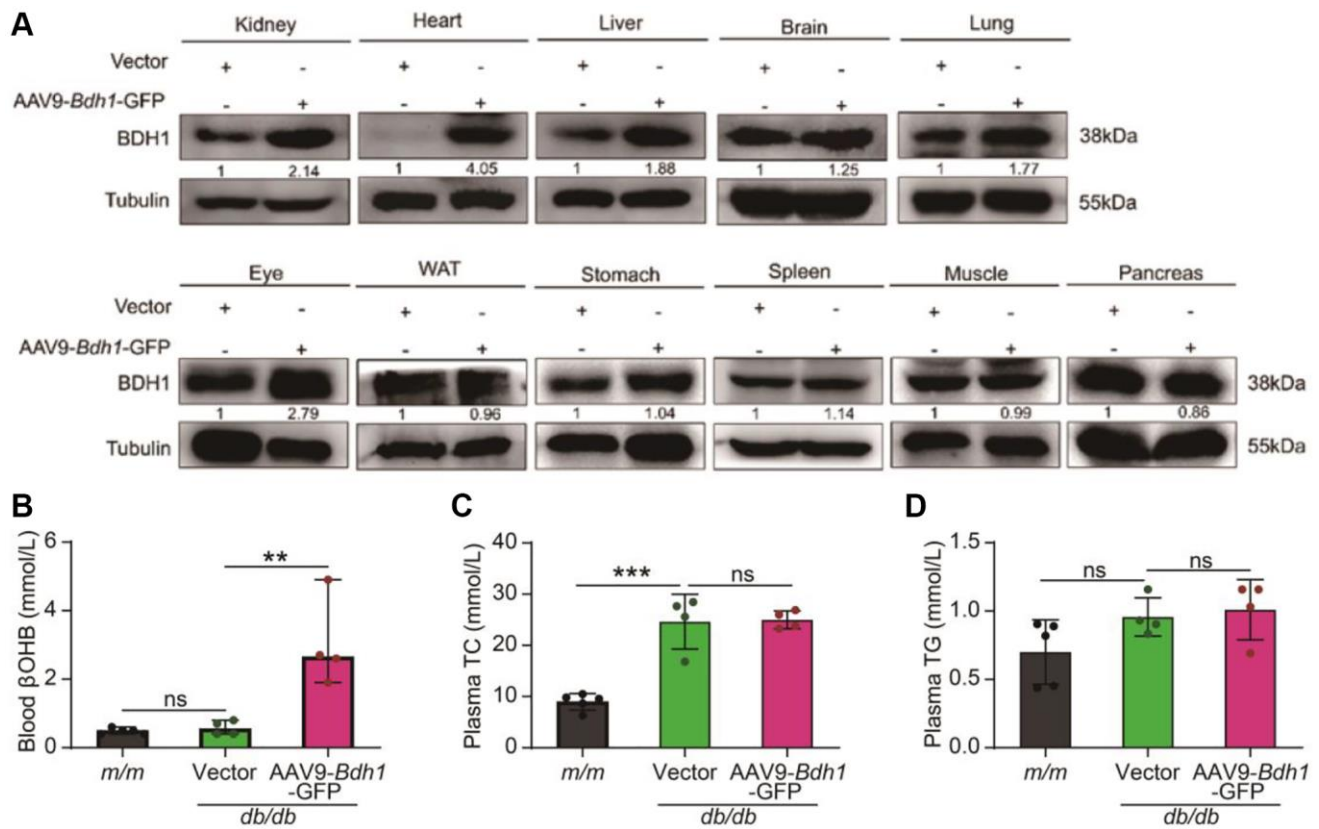 A
Kidney Heart Liver Brain Lung
Vector + - + - + - + - + -
AAV9-Bdh1-GFP - + - + - + - + - +
BDH1 38kDa
1 2.14 1 4.05 1 1.88 1 1.25 1 1.77
Tubulin 55kDa
Eye WAT Stomach Spleen Muscle Pancreas
Vector + - + - + - + - + - + -
AAV9-Bdh1-GFP - + - + - + - + - + - +
BDH1 38kDa
1 2.79 1 0.96 1 1.04 1 1.14 1 0.99 1 0.86
Tubulin 55kDa
B
Blood βOHB (mmol/L)
6
4
2
0
ns
**
m/m Vector AAV9-Bdh1
-GFP
db/db
C
Plasma TC (mmol/L)
40
30
20
10
0
***
ns
m/m Vector AAV9-Bdh1
-GFP
db/db
D
Plasma TG (mmol/L)
1.5
1.0
0.5
0.0
ns
ns
m/m Vector AAV9-Bdh1
-GFP
db/db